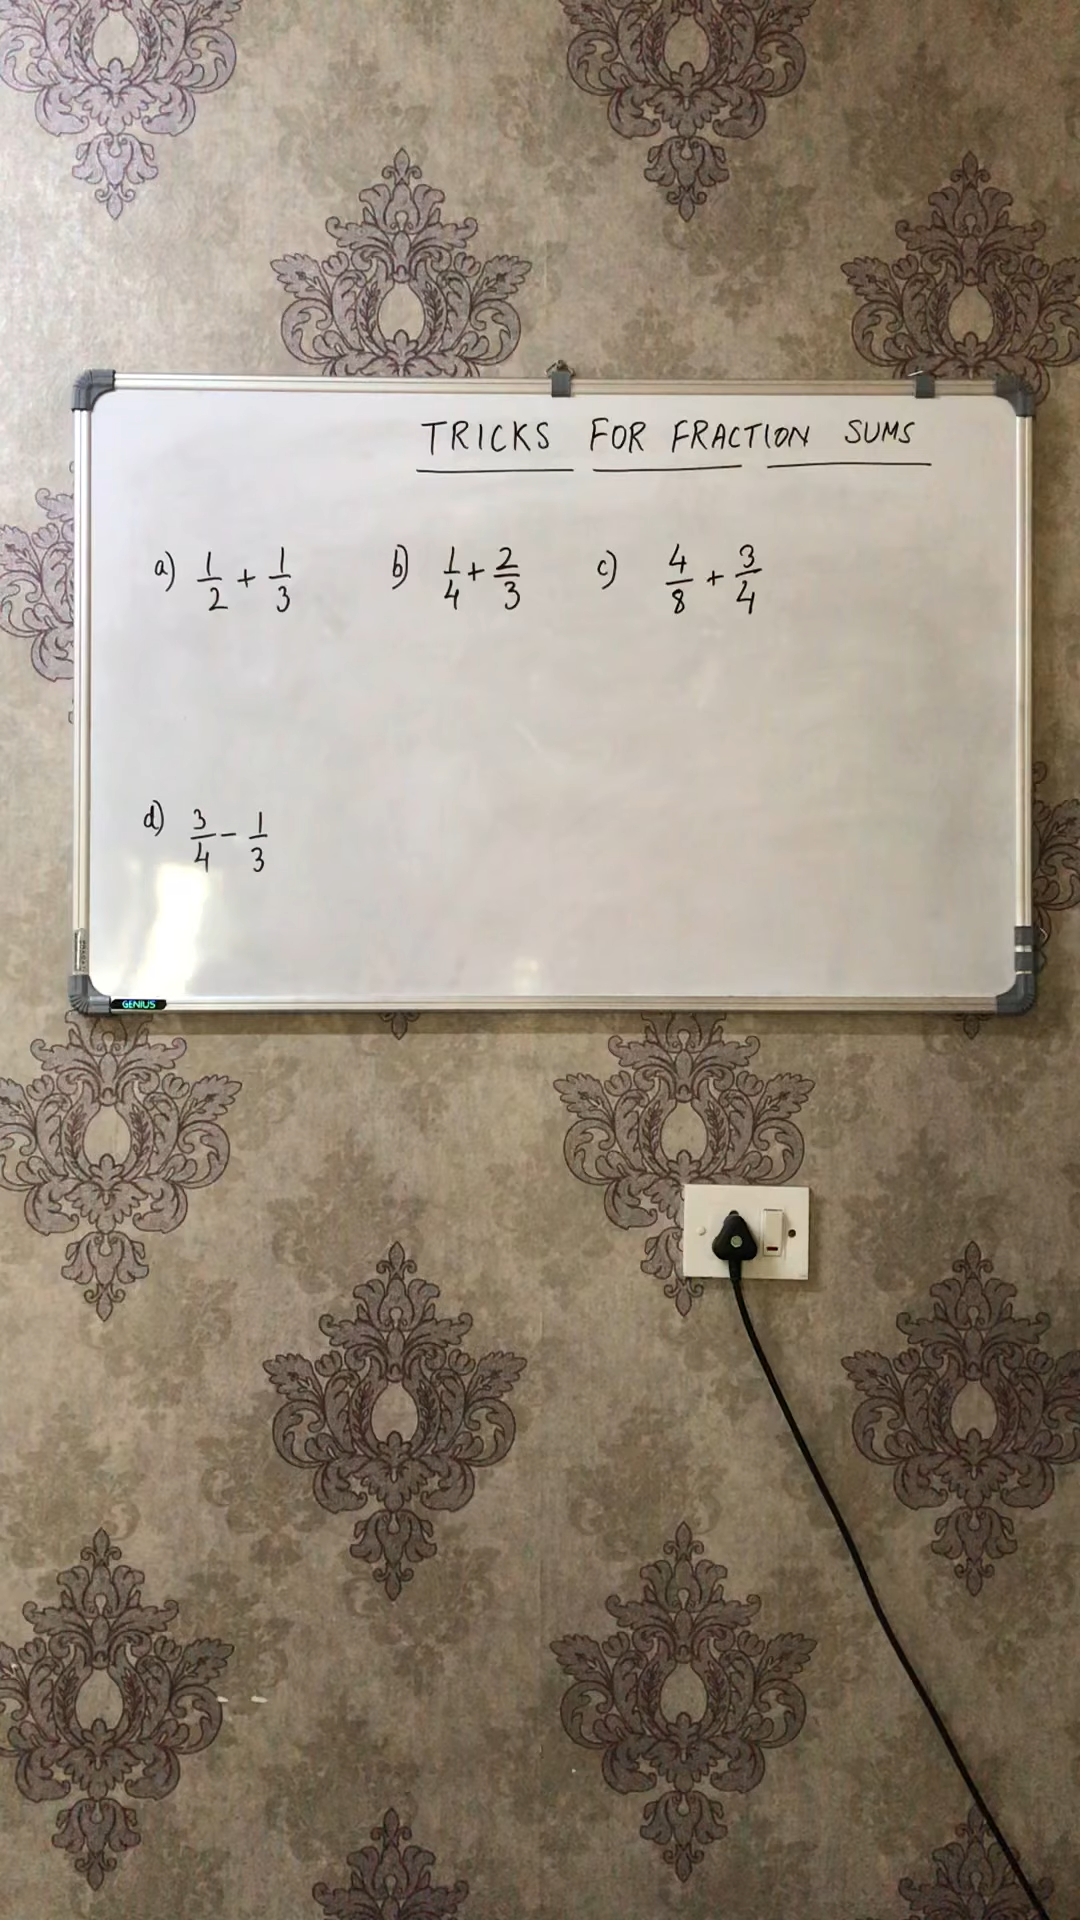 TRICKS FOR FRACTION SUMS
a) 1/2 + 1/3 b) 1/4 + 2/3 c) 4/8 + 3/4
d) 3/4 - 1/3
GENIUS